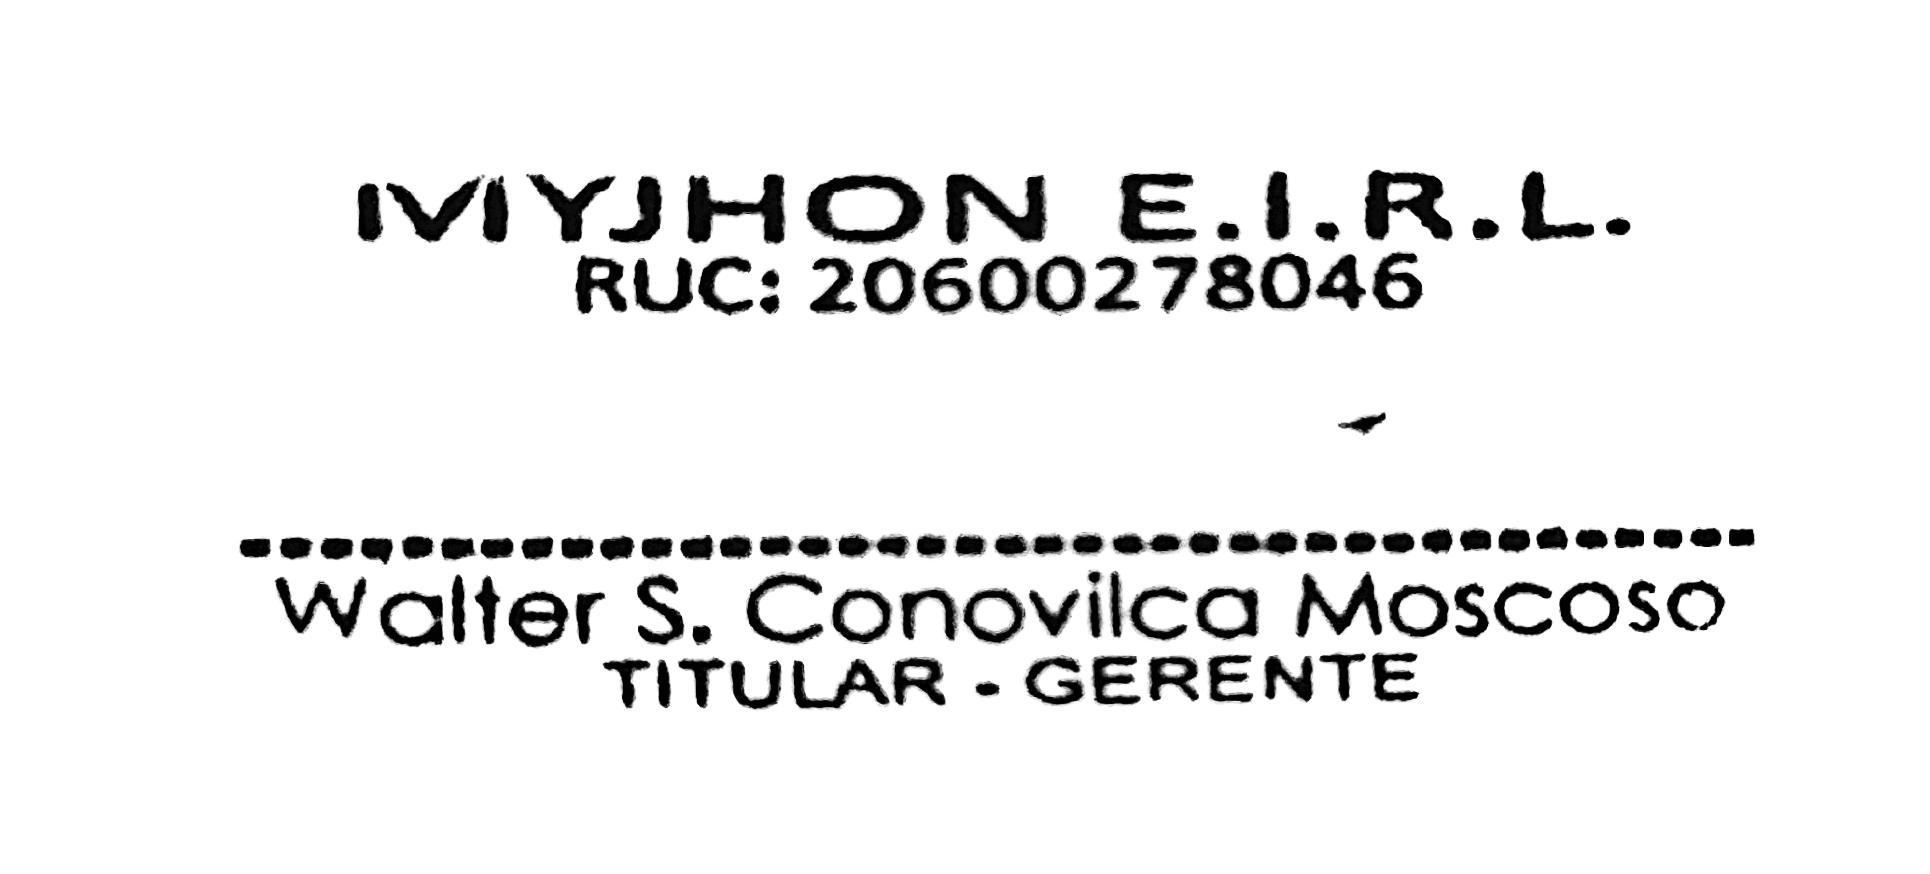 MYJHON E.I.R.L.
RUC: 20600278046
Walter S. Conovilca Moscoso
TITULAR - GERENTE